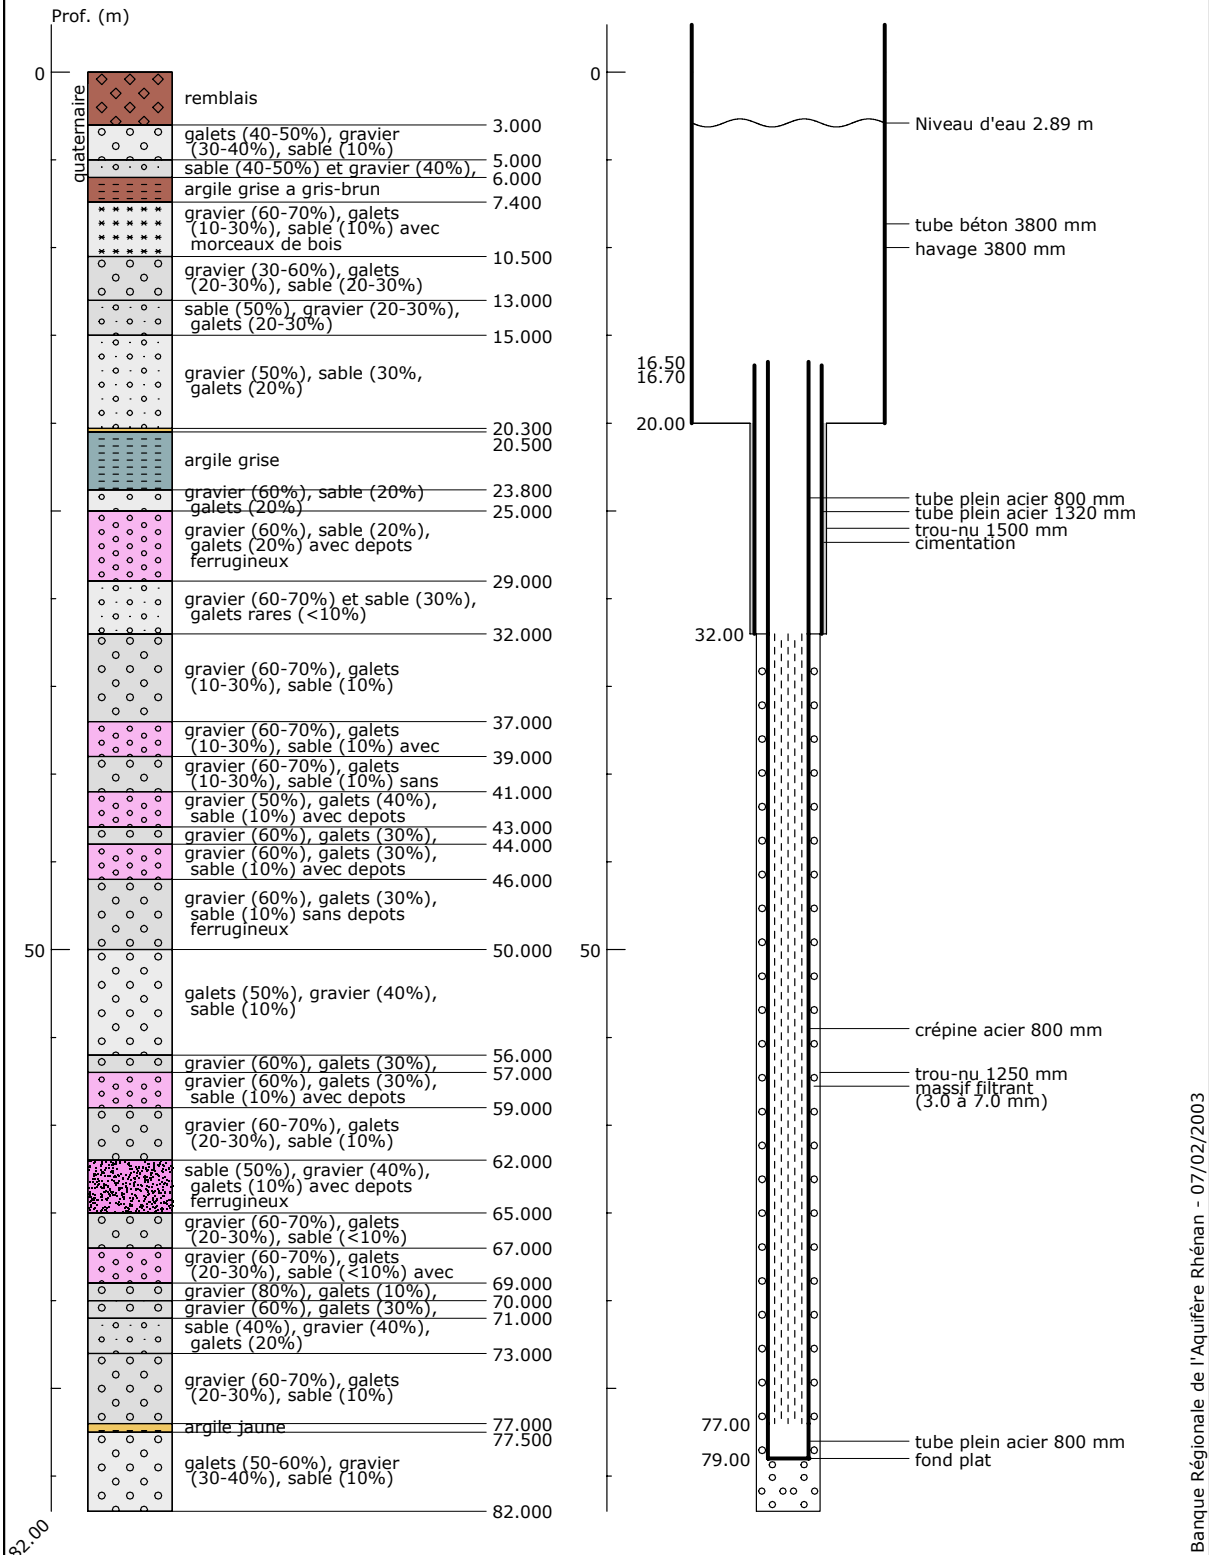 Prof. (m)
0
quaternaire
remblais
3.000
galets (40-50%), gravier
(30-40%), sable (10%)
5.000
sable (40-50%) et gravier (40%),
6.000
argile grise a gris-brun
7.400
gravier (60-70%), galets
(10-30%), sable (10%) avec
morceaux de bois
10.500
gravier (30-60%), galets
(20-30%), sable (20-30%)
13.000
sable (50%), gravier (20-30%),
galets (20-30%)
15.000
gravier (50%), sable (30%,
galets (20%)
20.300
20.500
argile grise
23.800
gravier (60%), sable (20%)
galets (20%)
25.000
gravier (60%), sable (20%),
galets (20%) avec depots
ferrugineux
29.000
gravier (60-70%) et sable (30%),
galets rares (<10%)
32.000
gravier (60-70%), galets
(10-30%), sable (10%)
37.000
gravier (60-70%), galets
(10-30%), sable (10%) avec
39.000
gravier (60-70%), galets
(10-30%), sable (10%) sans
41.000
gravier (50%), galets (40%),
sable (10%) avec depots
43.000
gravier (60%), galets (30%),
44.000
gravier (60%), galets (30%),
sable (10%) avec depots
46.000
gravier (60%), galets (30%),
sable (10%) sans depots
ferrugineux
50
50.000
galets (50%), gravier (40%),
sable (10%)
56.000
gravier (60%), galets (30%),
57.000
gravier (60%), galets (30%),
sable (10%) avec depots
59.000
gravier (60-70%), galets
(20-30%), sable (10%)
62.000
sable (50%), gravier (40%),
galets (10%) avec depots
ferrugineux
65.000
gravier (60-70%), galets
(20-30%), sable (<10%)
67.000
gravier (60-70%), galets
(20-30%), sable (<10%) avec
69.000
gravier (80%), galets (10%),
70.000
gravier (60%), galets (30%),
71.000
sable (40%), gravier (40%),
galets (20%)
73.000
gravier (60-70%), galets
(20-30%), sable (10%)
77.000
argile jaune
77.500
galets (50-60%), gravier
(30-40%), sable (10%)
82.000
82.00
0
Niveau d'eau 2.89 m
tube béton 3800 mm
havage 3800 mm
16.50
16.70
20.00
tube plein acier 800 mm
tube plein acier 1320 mm
trou-nu 1500 mm
cimentation
32.00
50
crépine acier 800 mm
trou-nu 1250 mm
massif filtrant
(3.0 à 7.0 mm)
77.00
tube plein acier 800 mm
79.00
fond plat
Banque Régionale de l'Aquifère Rhénan - 07/02/2003